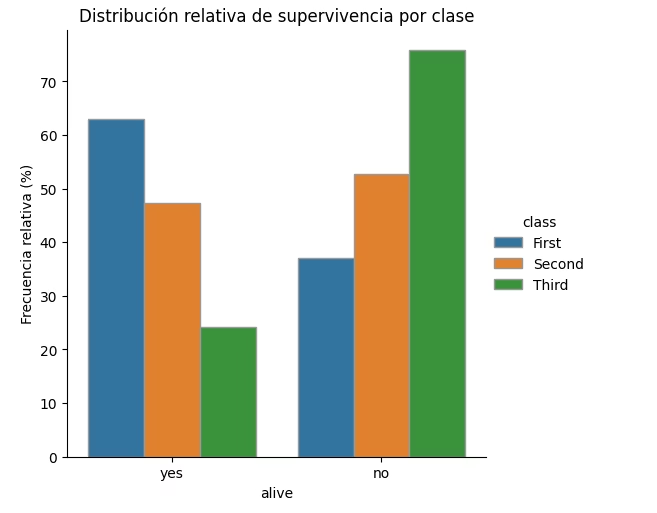 Distribución relativa de supervivencia por clase
Frecuencia relativa (%)
70
60
50
40
30
20
10
0
yes
no
alive
class
First
Second
Third